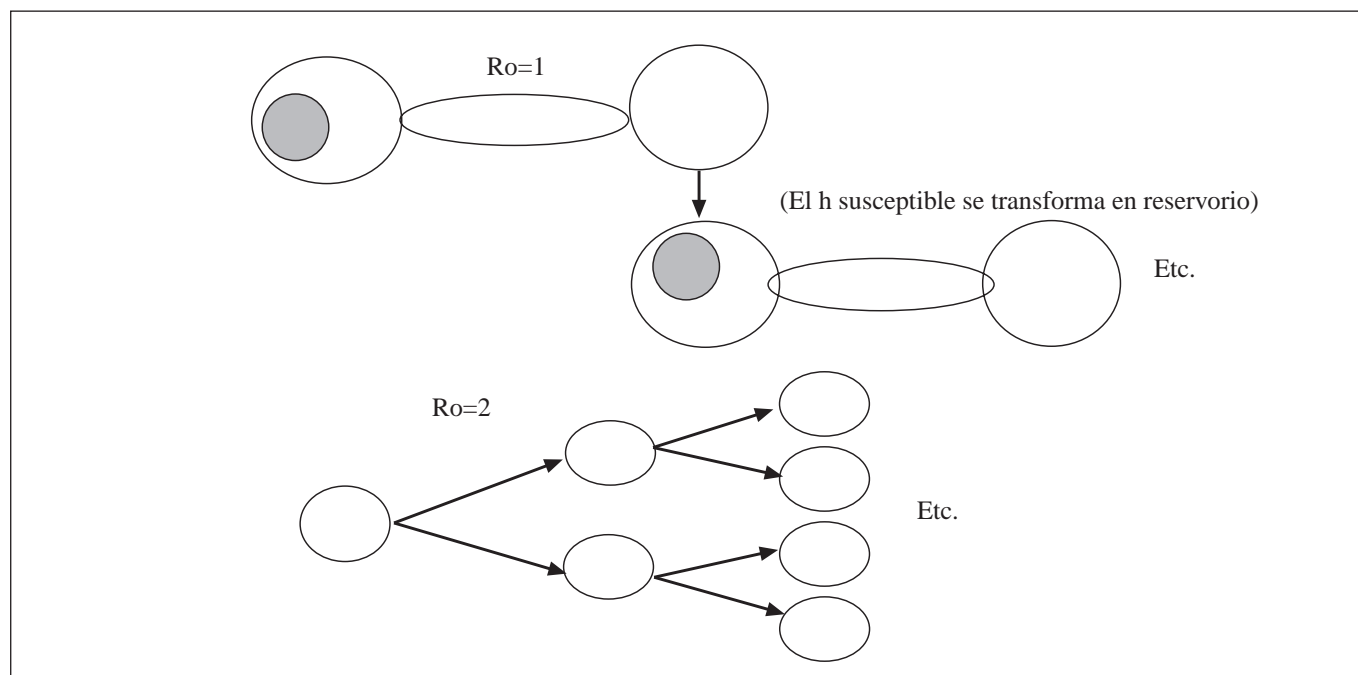 Ro=1
(El h susceptible se transforma en reservorio)
Etc.
Ro=2
Etc.